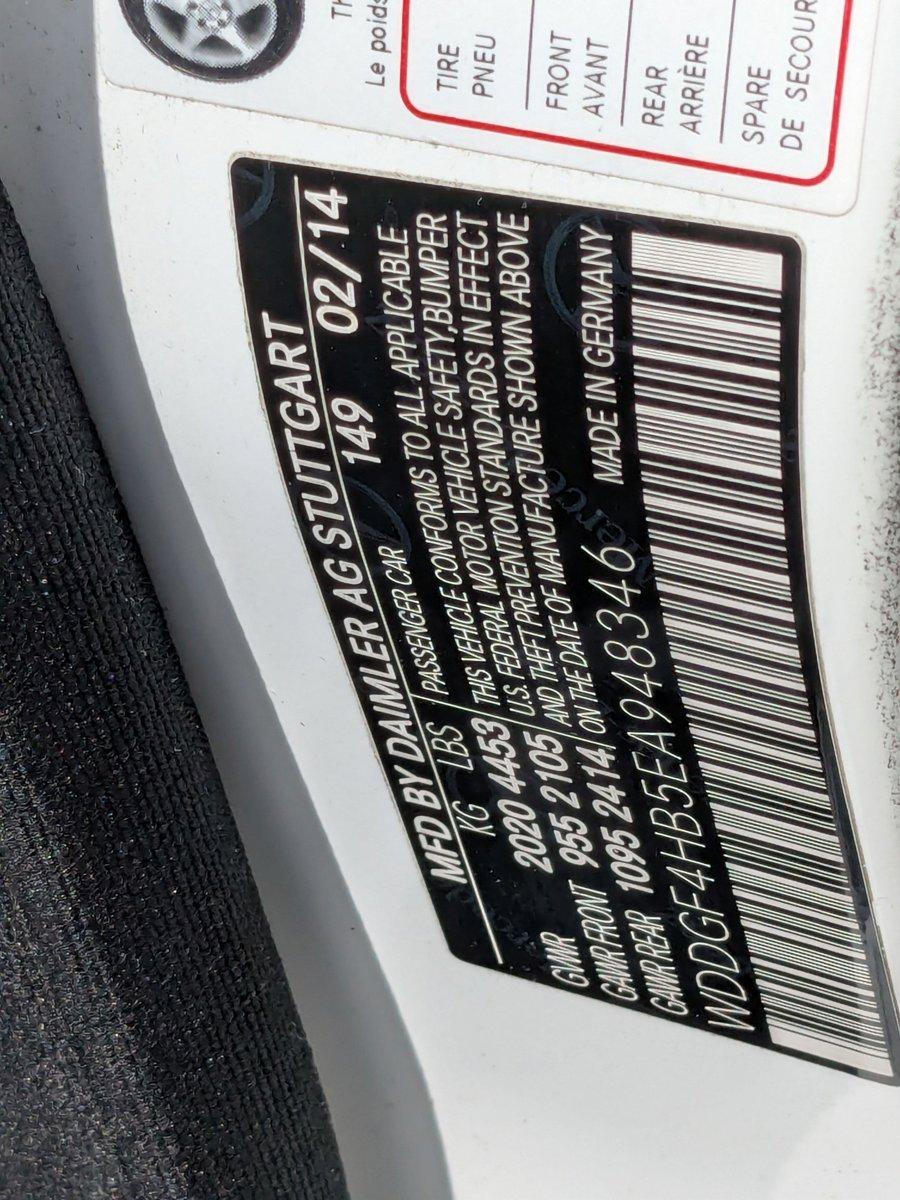 TH
Le poids
TIRE
PNEU
FRONT
AVANT
REAR
ARRIÈRE
SPARE
DE SECOUR
MFD BY DAIMLER AG STUTTGART
149 02/14
KG LBS PASSENGER CAR
GVWR 2020 4453 THIS VEHICLE CONFORMS TO ALL APPLICABLE
GAWR FRONT 955 2105 FEDERAL MOTOR VEHICLE SAFETY,BUMPER
GAWR REAR 1095 2414 THEFT PREVENTION STANDARDS IN EFFECT
ON THE DATE OF MANUFACTURE SHOWN ABOVE
WDDGF4HB5EA948346 MADE IN GERMANY